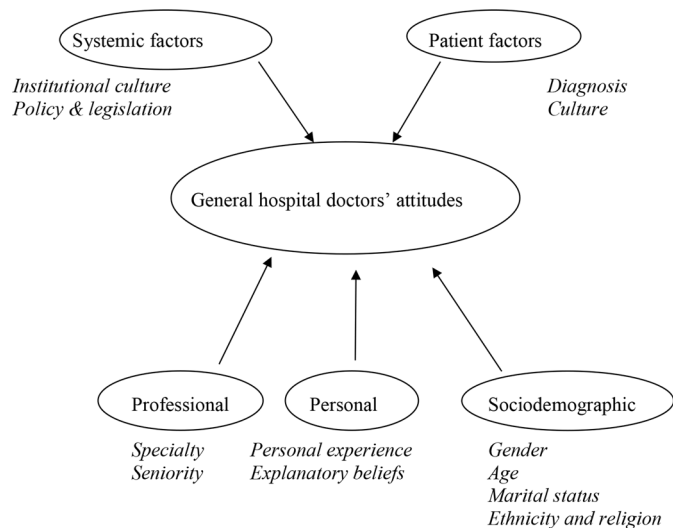 Systemic factors
Patient factors
Institutional culture
Policy & legislation
Diagnosis
Culture
General hospital doctors’ attitudes
Professional
Personal
Sociodemographic
Specialty
Seniority
Personal experience
Explanatory beliefs
Gender
Age
Marital status
Ethnicity and religion